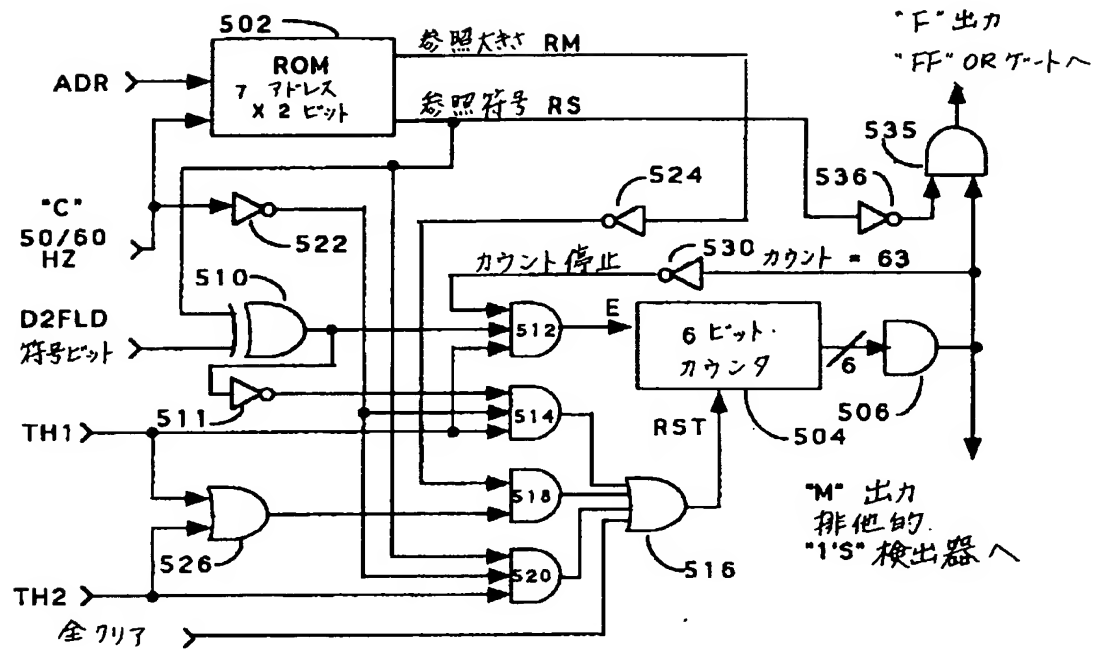 502
"F" 出力
"FF" ORゲートへ
参照大きさ RM
ADR
ROM
7 アドレス
X 2 ビット
参照符号 RS
535
524
536
"C"
50/60
HZ
522
530
カウント停止
カウント = 63
510
D2FLD
符号ビット
512
E
6 ビット
カウンタ
6
506
511
514
RST
504
TH1
518
"M" 出力
排他的
"1'S" 検出器へ
526
516
520
TH2
全クリア